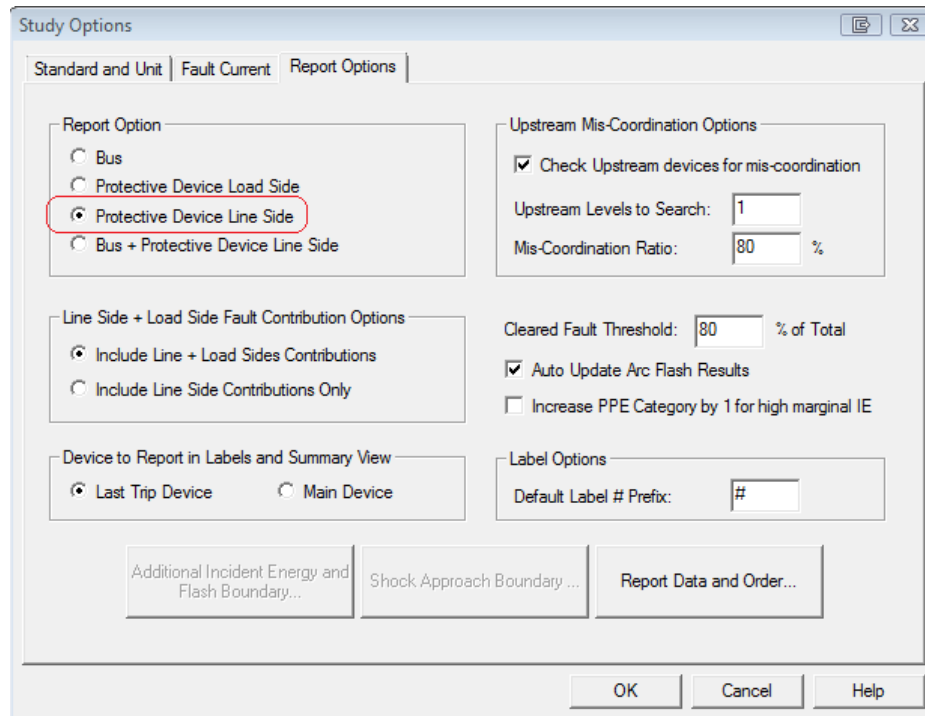 Study Options
Standard and Unit
Fault Current
Report Options
Report Option
Bus
Protective Device Load Side
Protective Device Line Side
Bus + Protective Device Line Side
Line Side + Load Side Fault Contribution Options
Include Line + Load Sides Contributions
Include Line Side Contributions Only
Device to Report in Labels and Summary View
Last Trip Device
Main Device
Upstream Mis-Coordination Options
Check Upstream devices for mis-coordination
Upstream Levels to Search: 1
Mis-Coordination Ratio: 80 %
Cleared Fault Threshold: 80 % of Total
Auto Update Arc Flash Results
Increase PPE Category by 1 for high marginal IE
Label Options
Default Label # Prefix: #
Additional Incident Energy and
Flash Boundary...
Shock Approach Boundary ...
Report Data and Order...
OK
Cancel
Help